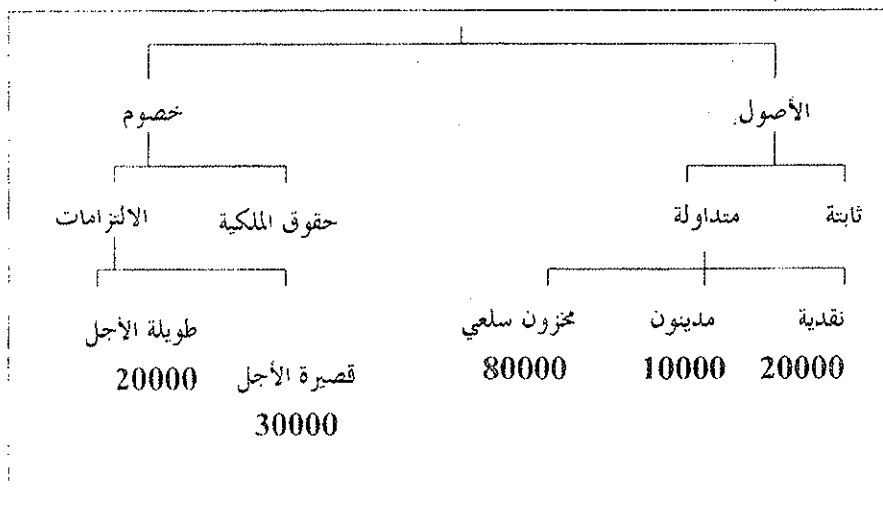 الأصول خصوم
ثابتة متداولة حقوق الملكية الالتزامات
نقدية مدينون مخزون سلعي طويلة الأجل
20000 10000 80000 قصيرة الأجل 20000
30000